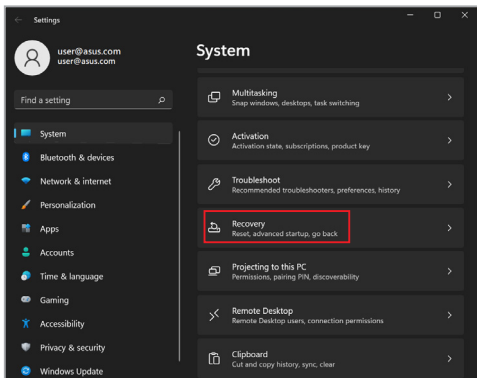 Settings
user@asus.com
user@asus.com
Find a setting
System
Bluetooth & devices
Network & internet
Personalization
Apps
Accounts
Time & language
Gaming
Accessibility
Privacy & security
Windows Update
System
Multitasking
Snap windows, desktops, task switching
Activation
Activation state, subscriptions, product key
Troubleshoot
Recommended troubleshooters, preferences, history
Recovery
Reset, advanced startup, go back
Projecting to this PC
Permissions, pairing PIN, discoverability
Remote Desktop
Remote Desktop users, connection permissions
Clipboard
Cut and copy history, sync, clear